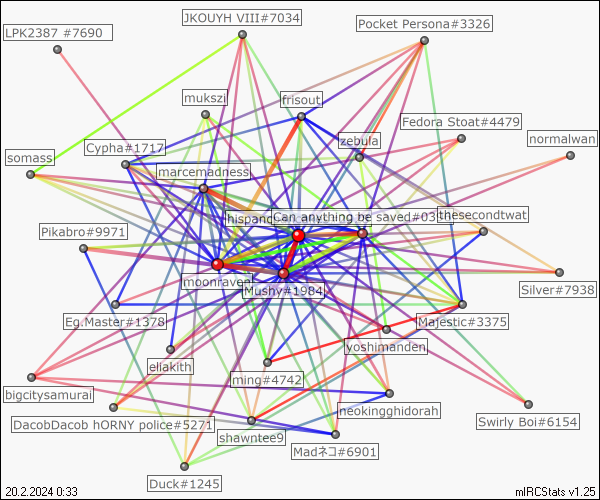 JKOUYH VIII#7034
Pocket Persona#3326
LPK2387 #7690
mukszi
frisout
Fedora Stoat#4479
zebula
normalwan
Cypha#1717
somass
marcemadness
Can anything be saved#03
thesecondtwat
Pikabro#9971
moonraven
Mushy#1984
Silver#7938
Eg.Master#1378
Majestic#3375
yoshimanden
eliakith
ming#4742
bigcitysamurai
neokingghidorah
DacobDacob hORNY police#5271
Swirly Boi#6154
shawntee9
Madネコ#6901
Duck#1245
20.2.2024 0:33
mIRCStats v1.25